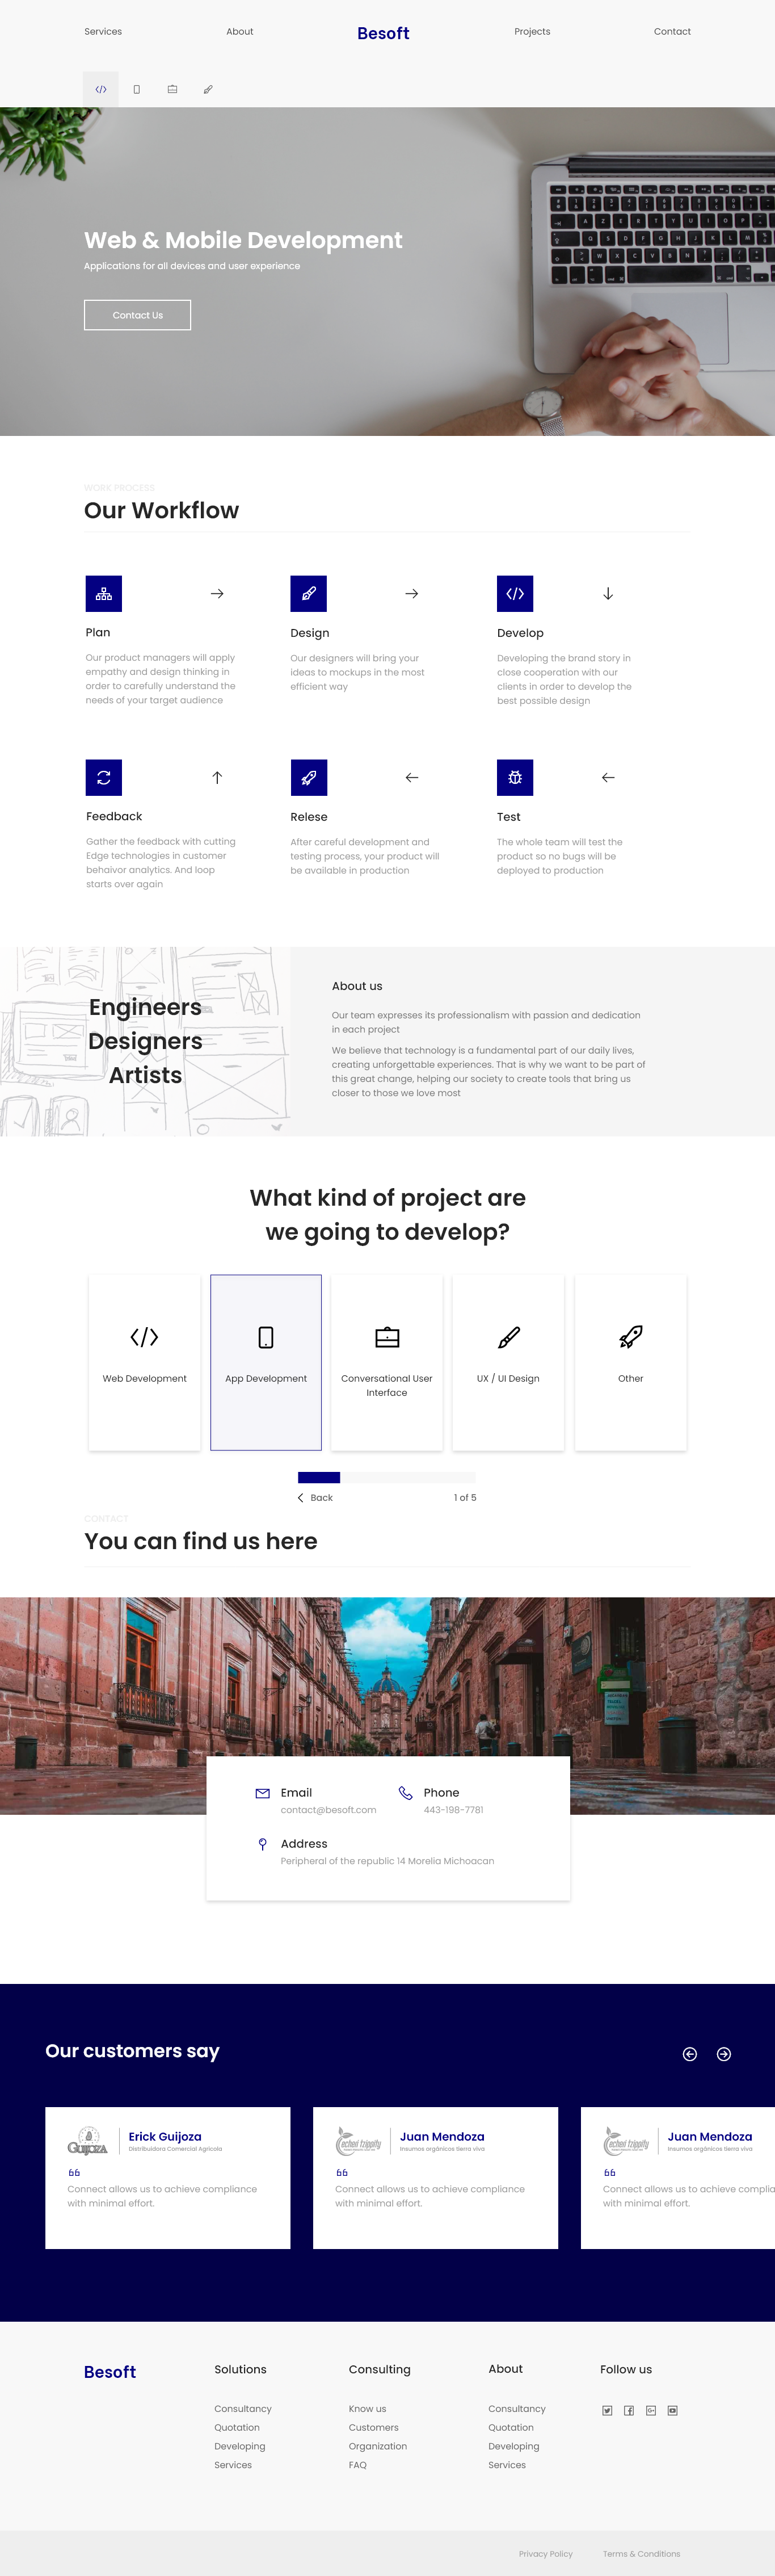 Services
About
Besoft
Projects
Contact
Web & Mobile Development
Applications for all devices and user experience
Contact Us
WORK PROCESS
Our Workflow
Plan
Our product managers will apply
empathy and design thinking in
order to carefully understand the
needs of your target audience
Design
Our designers will bring your
ideas to mockups in the most
efficient way
Develop
Developing the brand story in
close cooperation with our
clients in order to develop the
best possible design
Feedback
Gather the feedback with cutting
Edge technologies in customer
behaivor analytics. And loop
starts over again
Relese
After careful development and
testing process, your product will
be available in production
Test
The whole team will test the
product so no bugs will be
deployed to production
Engineers
Designers
Artists
About us
Our team expresses its professionalism with passion and dedication
in each project
We believe that technology is a fundamental part of our daily lives,
creating unforgettable experiences. That is why we want to be part of
this great change, helping our society to create tools that bring us
closer to those we love most
What kind of project are
we going to develop?
Web Development
App Development
Conversational User
Interface
UX / UI Design
Other
Back
1 of 5
CONTACT
You can find us here
Email
contact@besoft.com
Phone
443-198-7781
Address
Peripheral of the republic 14 Morelia Michoacan
Our customers say
Guijoza
Erick Guijoza
Distribuidora Comercial Agricola
Connect allows us to achieve compliance
with minimal effort.
Juan Mendoza
Insumos orgánicos tierra viva
Connect allows us to achieve compliance
with minimal effort.
Juan Mendoza
Insumos orgánicos tierra viva
Connect allows us to achieve complia
with minimal effort.
Besoft
Solutions
Consultancy
Quotation
Developing
Services
Consulting
Know us
Customers
Organization
FAQ
About
Consultancy
Quotation
Developing
Services
Follow us
Privacy Policy
Terms & Conditions